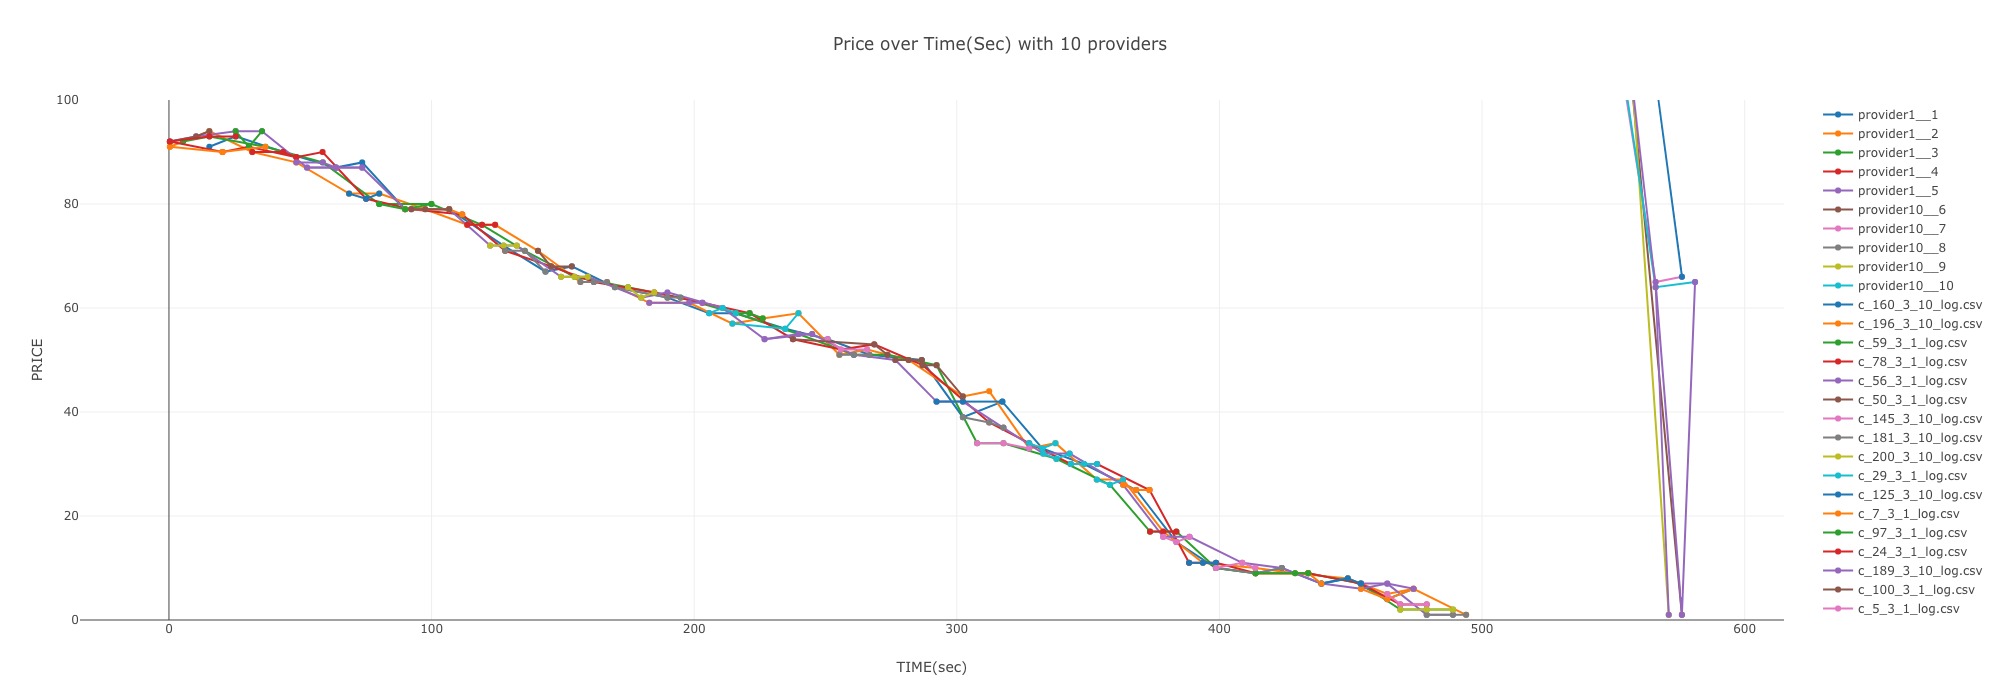 Price over Time(Sec) with 10 providers
100
80
60
40
20
0
PRICE
0 100 200 300 400 500 600
TIME(sec)
provider1__1
provider1__2
provider1__3
provider1__4
provider1__5
provider10__6
provider10__7
provider10__8
provider10__9
provider10__10
c_160_3_10_log.csv
c_196_3_10_log.csv
c_59_3_1_log.csv
c_78_3_1_log.csv
c_56_3_1_log.csv
c_50_3_1_log.csv
c_145_3_10_log.csv
c_181_3_10_log.csv
c_200_3_10_log.csv
c_29_3_1_log.csv
c_125_3_10_log.csv
c_7_3_1_log.csv
c_97_3_1_log.csv
c_24_3_1_log.csv
c_189_3_10_log.csv
c_100_3_1_log.csv
c_5_3_1_log.csv